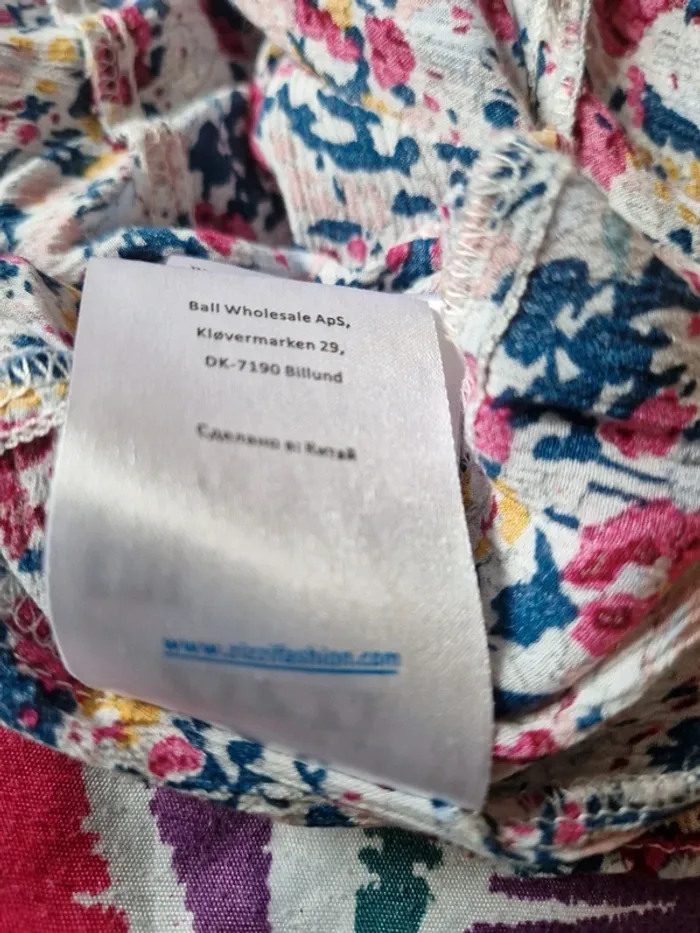 Ball Wholesale ApS,
Kløvermarken 29,
DK-7190 Billund
Сделано в: Китай
www.zizzifashion.com